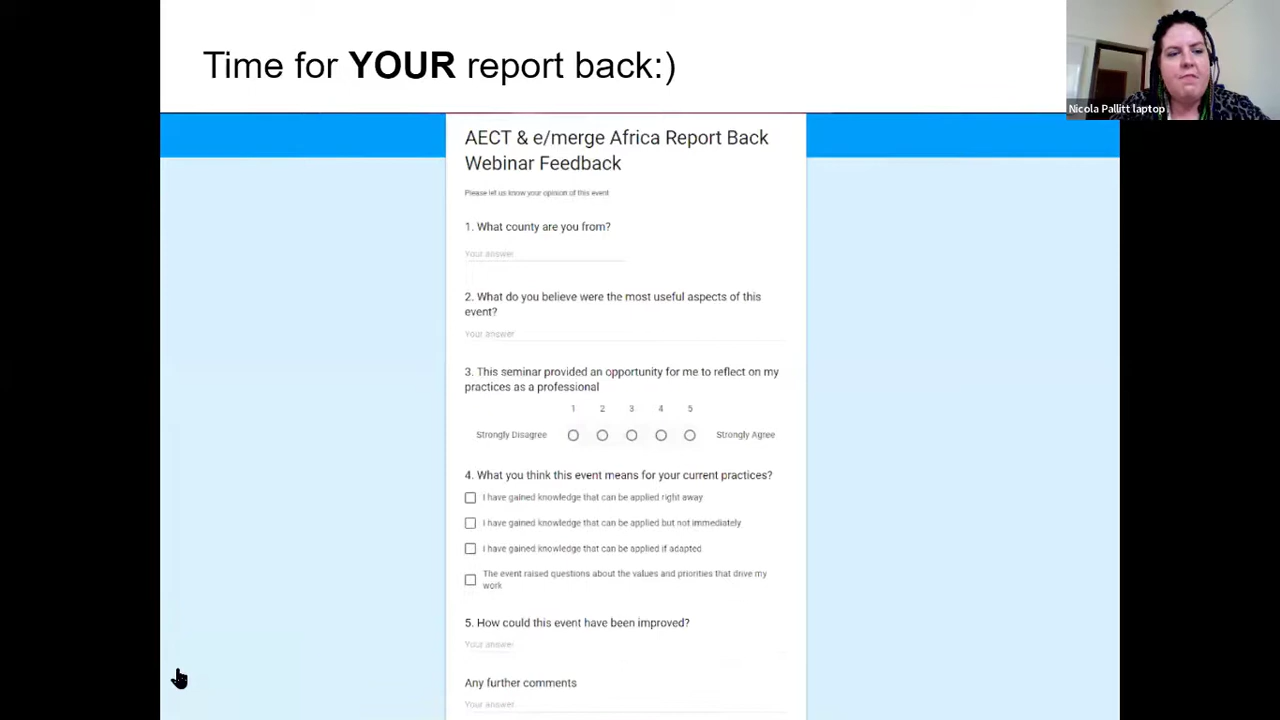 Time for YOUR report back:)
Nicola Pallitt laptop
AECT & e/merge Africa Report Back
Webinar Feedback
Please let us know your opinion of this event
1. What county are you from?
Your answer
2. What do you believe were the most useful aspects of this
event?
Your answer
3. This seminar provided an opportunity for me to reflect on my
practices as a professional
1 2 3 4 5
Strongly Disagree Strongly Agree
4. What you think this event means for your current practices?
I have gained knowledge that can be applied right away
I have gained knowledge that can be applied but not immediately
I have gained knowledge that can be applied if adapted
The event raised questions about the values and priorities that drive my
work
5. How could this event have been improved?
Your answer
Any further comments
Your answer